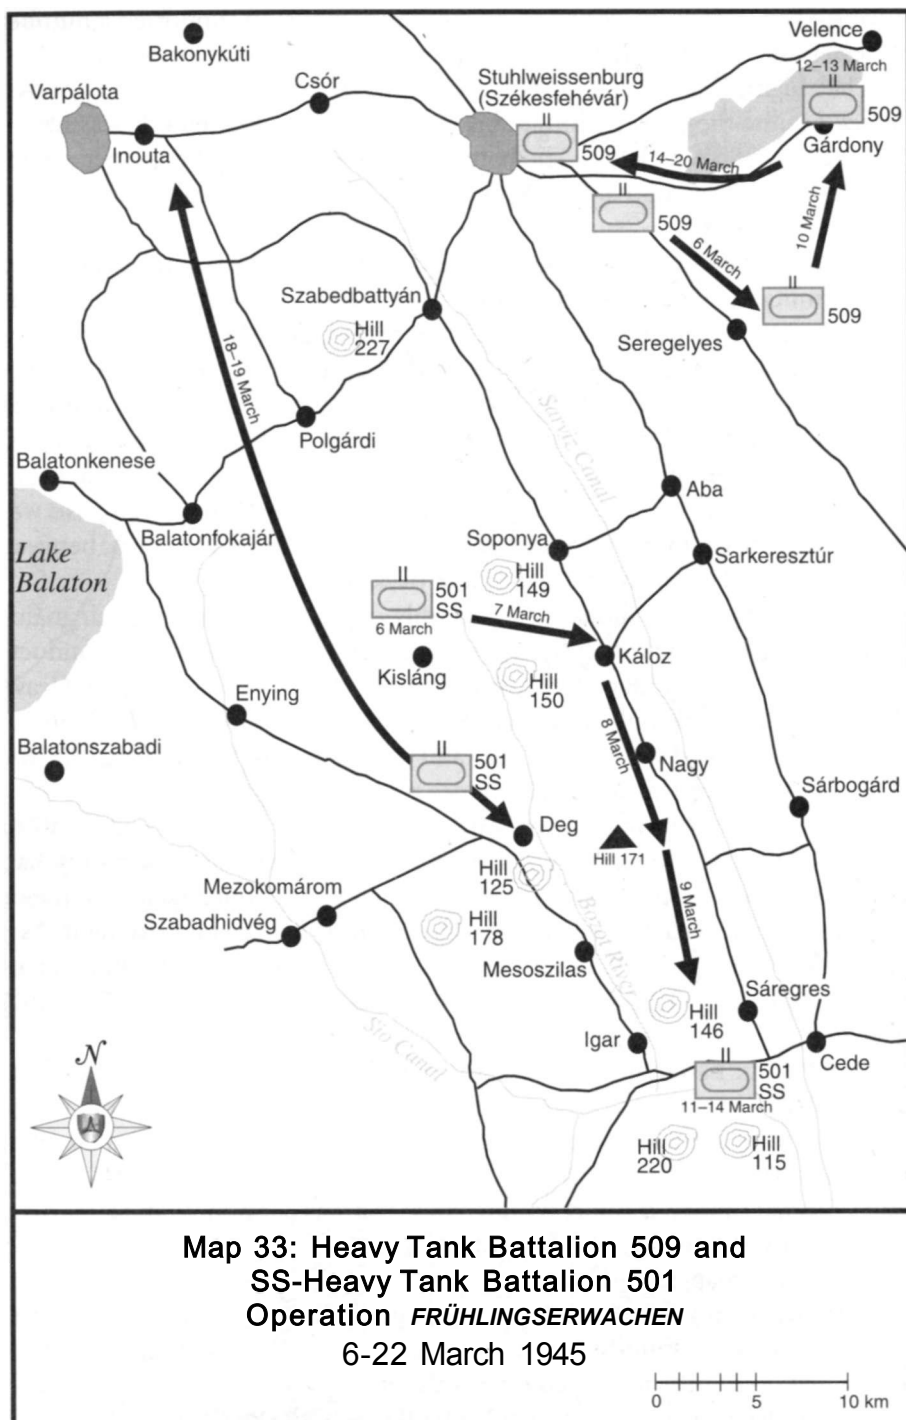 Velence
Bakonykúti
12–13 March
Csór
Stuhlweissenburg
(Székesfehévár)
Varpálota
509
Inouta
509
Gárdony
14–20 March
509
6 March
10 March
Szabedbattyán
509
Hill
227
Seregelyes
18–19 March
Polgárdi
Sarviz Canal
Balatonkenese
Aba
Balatonfokaján
Soponya
Sarkeresztúr
Lake
Balaton
Hill
149
501
SS
6 March
7 March
Kisláng
Káloz
Hill
150
Enying
8 March
Balatonszabadi
501
SS
Nagy
Sárbogárd
Deg
Hill 171
Hill
125
Mezokomárom
Szabadhidvég
Hill
178
9 March
Bozot River
Mesoszilas
Sáregres
Hill
146
Igar
Sio Canal
Cede
N
501
SS
11–14 March
Hill
220
Hill
115
Map 33: Heavy Tank Battalion 509 and
SS-Heavy Tank Battalion 501
Operation FRÜHLINGSERWACHEN
6-22 March 1945
0 5 10 km